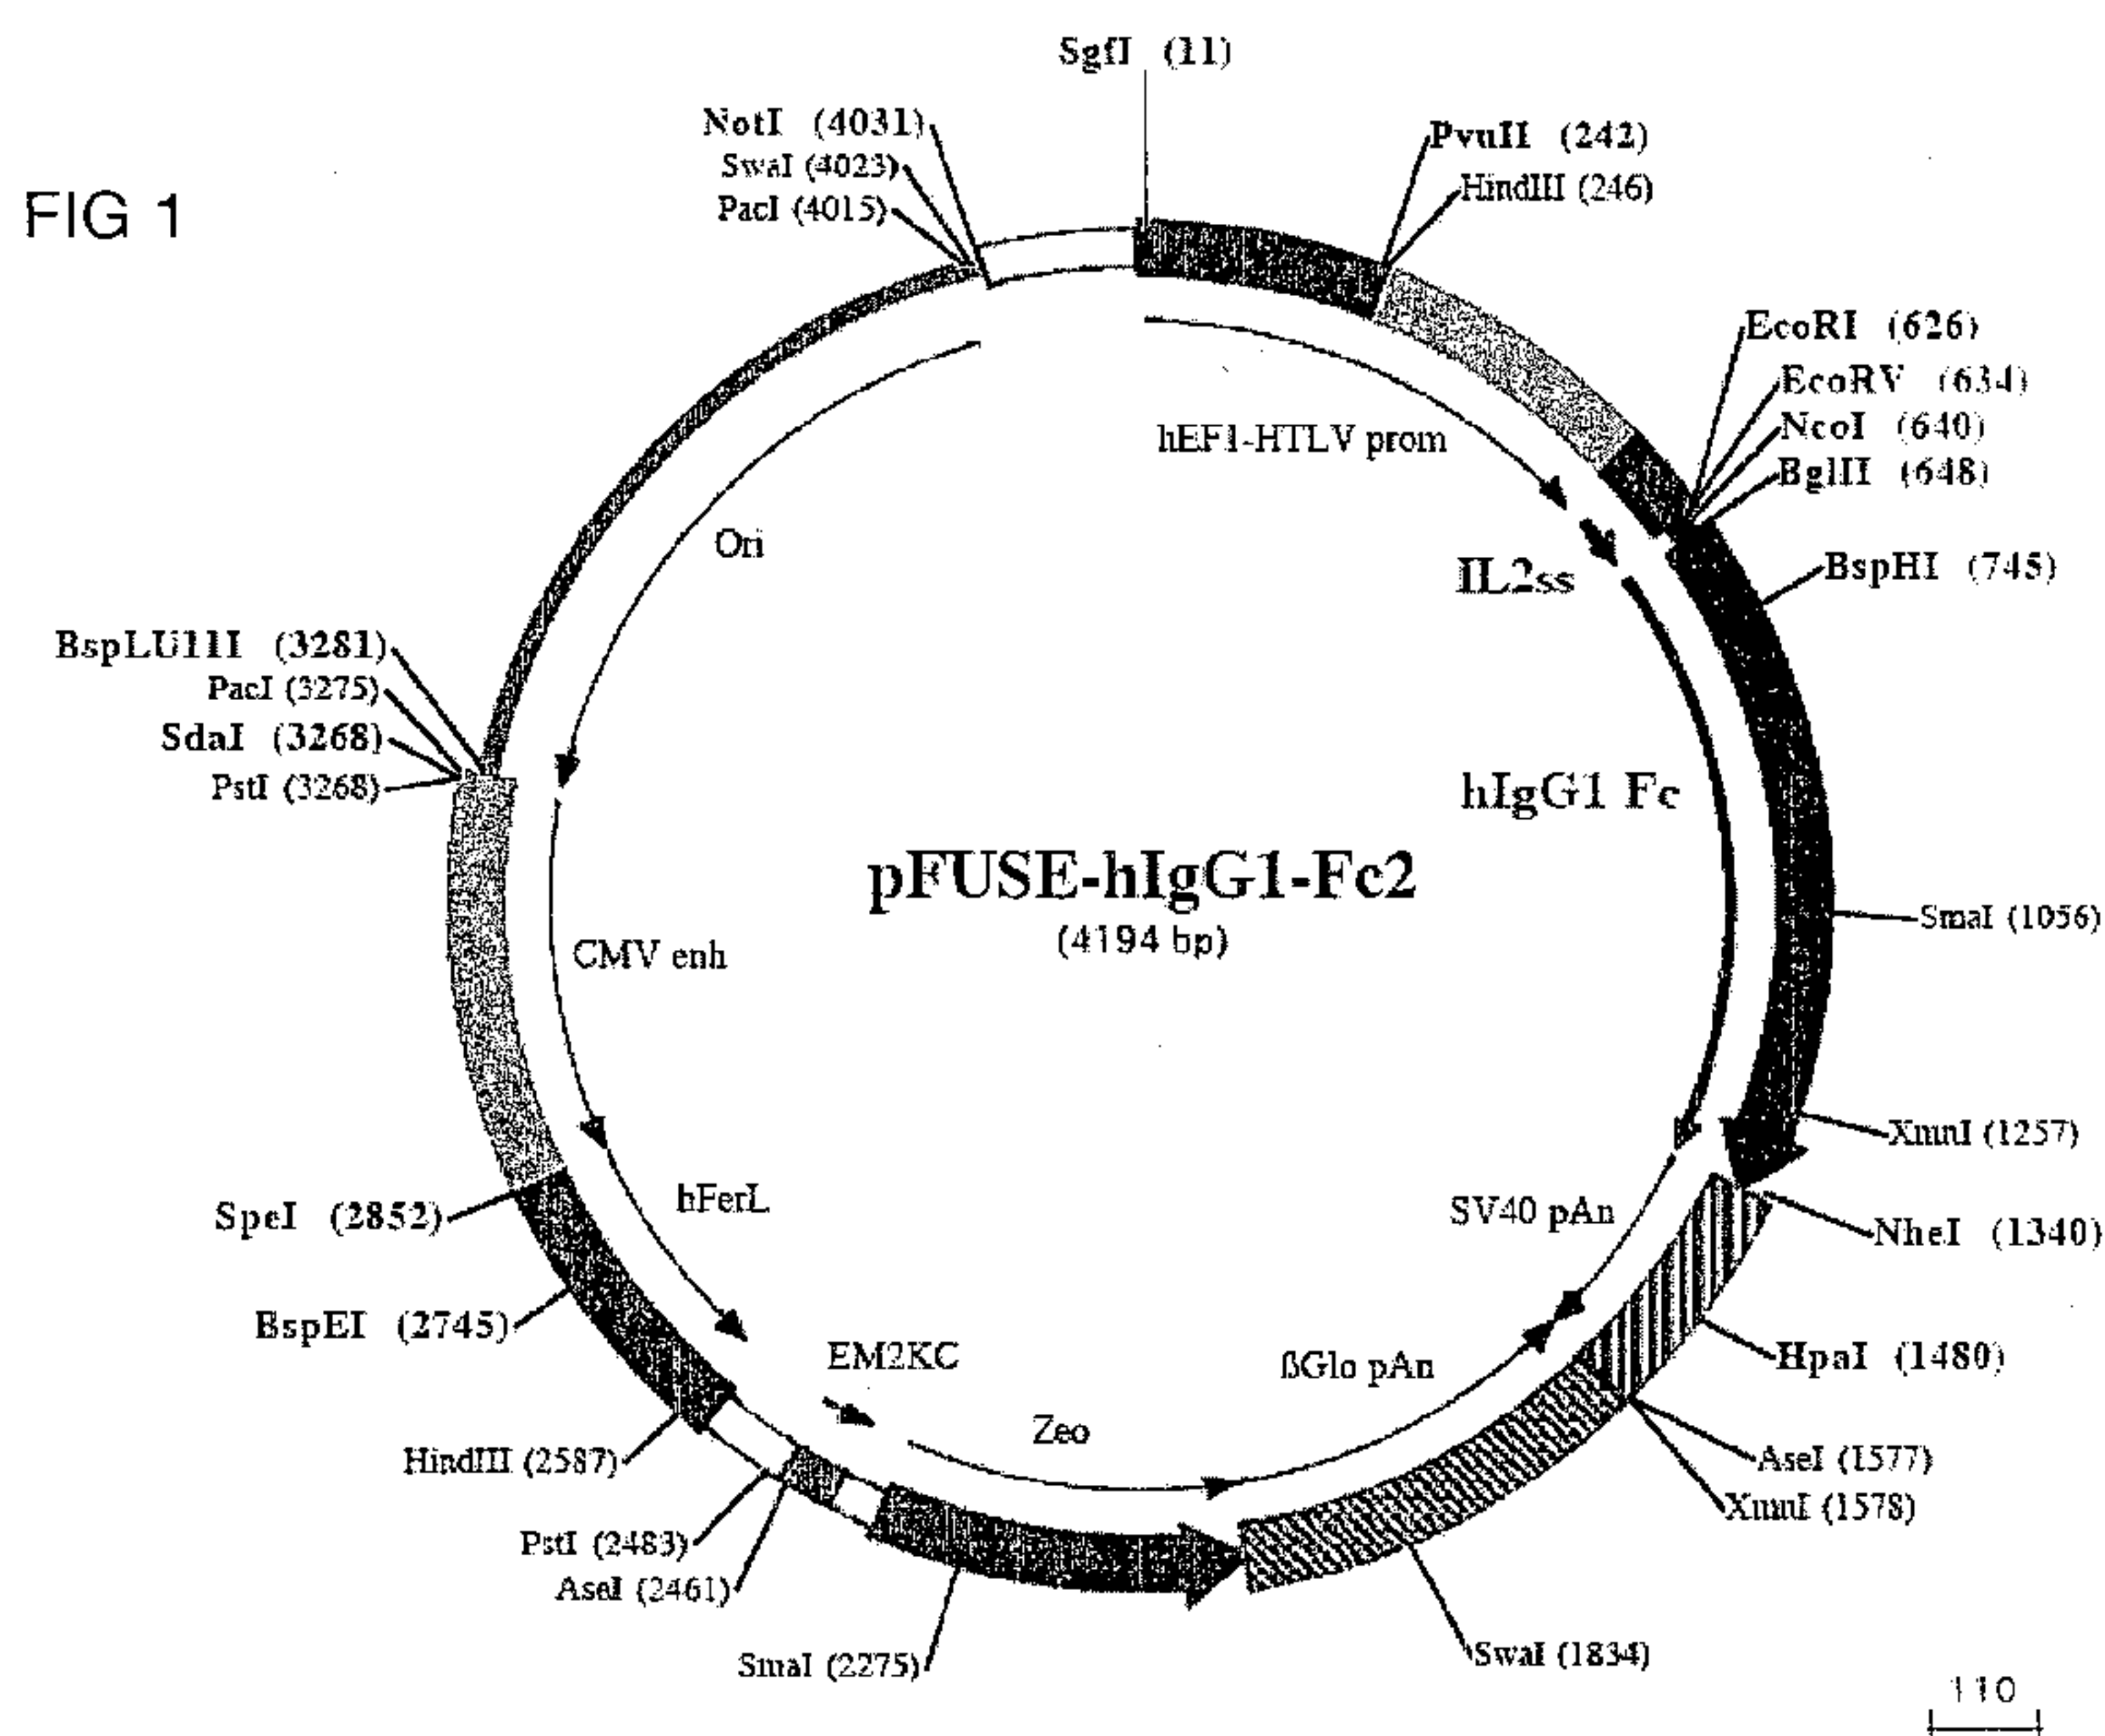 FIG 1
SgfI (11)
NotI (4031)
SwaI (4023)
PacI (4015)
PvuII (242)
HindIII (246)
EcoRI (626)
EcoRV (634)
NcoI (640)
BglII (648)
BspHI (745)
hEF1-HTLV prom
IL2ss
Ori
BspLU11I (3281)
PacI (3275)
SdaI (3268)
PstI (3268)
hIgG1 Fc
pFUSE-hIgG1-Fc2
(4194 bp)
SmaI (1056)
CMV enh
XmnI (1257)
hFerL
SV40 pAn
SpeI (2852)
NheI (1340)
BspEI (2745)
EM2KC
ßGlo pAn
HpaI (1480)
Zeo
HindIII (2587)
AseI (1577)
XmnI (1578)
PstI (2483)
AseI (2461)
SmaI (2275)
SwaI (1834)
110